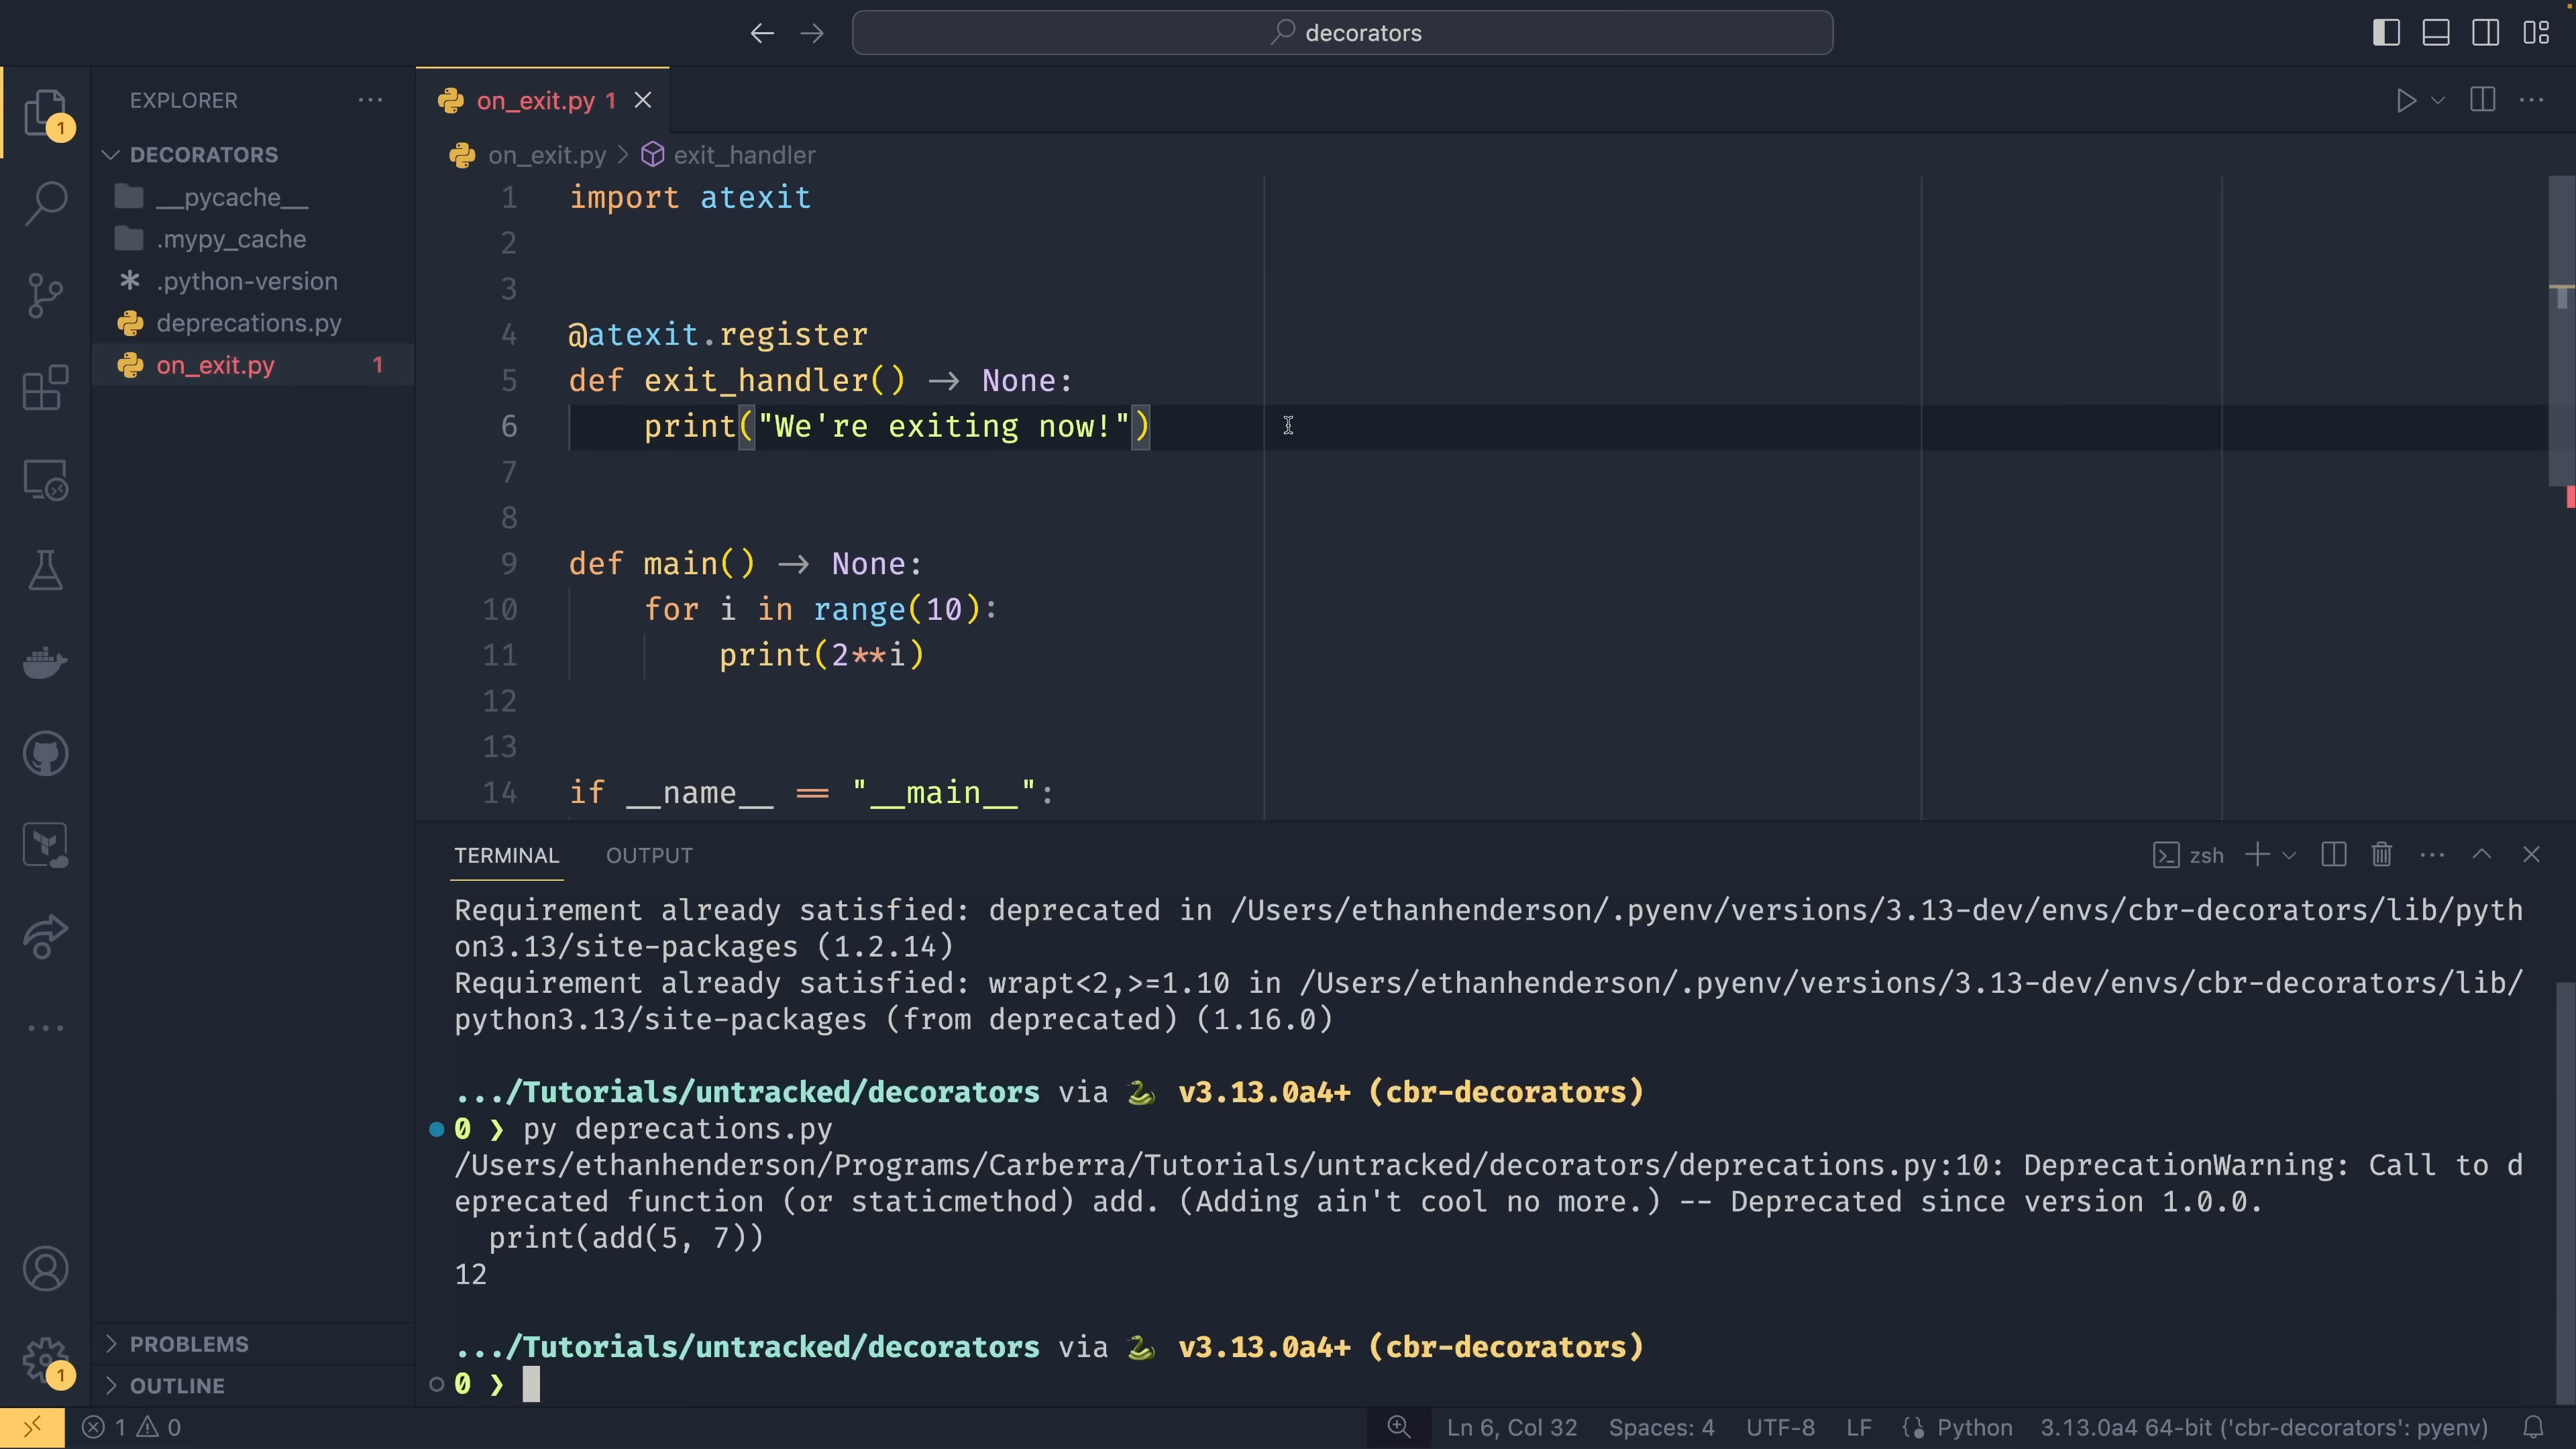 decorators
EXPLORER
DECORATORS
__pycache__
.mypy_cache
.python-version
deprecations.py
on_exit.py 1
PROBLEMS
OUTLINE
1
1
on_exit.py 1
on_exit.py > exit_handler
1 import atexit
2
3
4 @atexit.register
5 def exit_handler() → None:
6 print("We're exiting now!")
7
8
9 def main() → None:
10 for i in range(10):
11 print(2**i)
12
13
14 if __name__ == "__main__":
TERMINAL OUTPUT
zsh
Requirement already satisfied: deprecated in /Users/ethanhenderson/.pyenv/versions/3.13-dev/envs/cbr-decorators/lib/pyth
on3.13/site-packages (1.2.14)
Requirement already satisfied: wrapt<2,>=1.10 in /Users/ethanhenderson/.pyenv/versions/3.13-dev/envs/cbr-decorators/lib/
python3.13/site-packages (from deprecated) (1.16.0)
.../Tutorials/untracked/decorators via 🐍 v3.13.0a4+ (cbr-decorators)
0 ❯ py deprecations.py
/Users/ethanhenderson/Programs/Carberra/Tutorials/untracked/decorators/deprecations.py:10: DeprecationWarning: Call to d
eprecated function (or staticmethod) add. (Adding ain't cool no more.) -- Deprecated since version 1.0.0.
print(add(5, 7))
12
.../Tutorials/untracked/decorators via 🐍 v3.13.0a4+ (cbr-decorators)
0 ❯
1 0 Ln 6, Col 32 Spaces: 4 UTF-8 LF Python 3.13.0a4 64-bit ('cbr-decorators': pyenv)